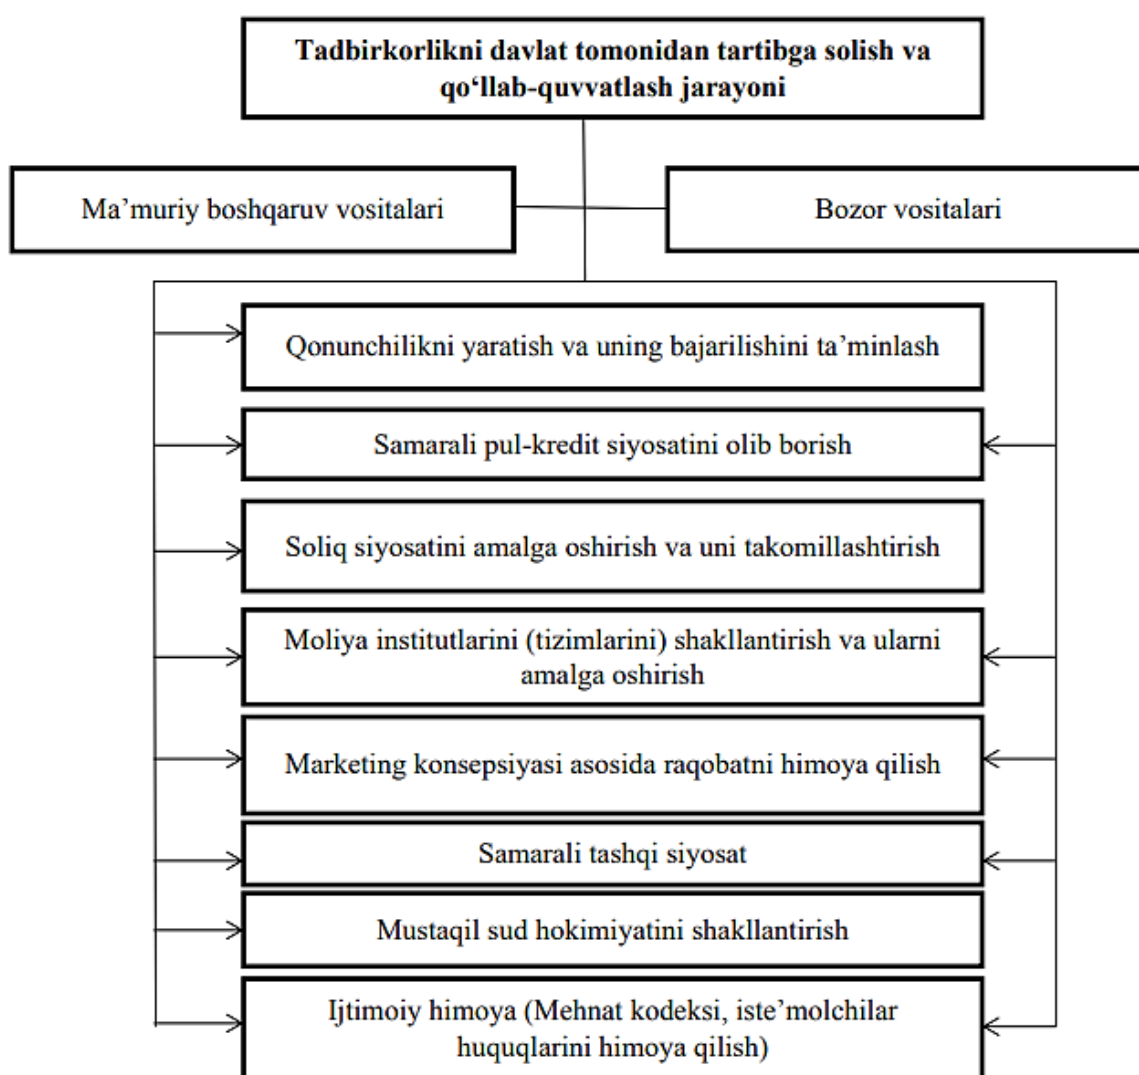 Tadbirkorlikni davlat tomonidan tartibga solish va
qo‘llab-quvvatlash jarayoni
Ma’muriy boshqaruv vositalari
Bozor vositalari
Qonunchilikni yaratish va uning bajarilishini ta’minlash
Samarali pul-kredit siyosatini olib borish
Soliq siyosatini amalga oshirish va uni takomillashtirish
Moliya institutlarini (tizimlarini) shakllantirish va ularni
amalga oshirish
Marketing konsepsiyasi asosida raqobatni himoya qilish
Samarali tashqi siyosat
Mustaqil sud hokimiyatini shakllantirish
Ijtimoiy himoya (Mehnat kodeksi, iste’molchilar
huquqlarini himoya qilish)